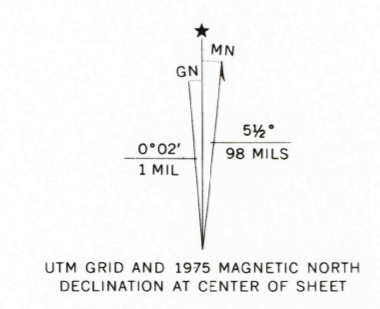 MN
GN
0°02'
1 MIL
5½°
98 MILS
UTM GRID AND 1975 MAGNETIC NORTH
DECLINATION AT CENTER OF SHEET